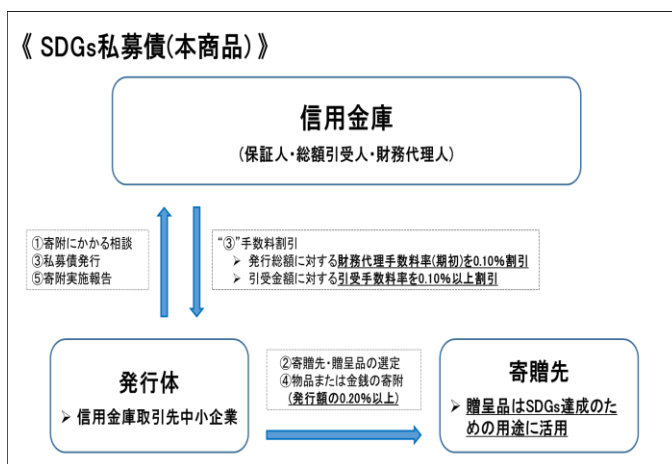 《 SDGs私募債(本商品) 》
信用金庫
(保証人・総額引受人・財務代理人)
①寄附にかかる相談
③私募債発行
⑤寄附実施報告
“③”手数料割引
➢ 発行総額に対する財務代理手数料率(期初)を0.10%割引
➢ 引受金額に対する引受手数料率を0.10%以上割引
発行体
➢ 信用金庫取引先中小企業
②寄贈先・贈呈品の選定
④物品または金銭の寄附
(発行額の0.20%以上)
寄贈先
➢ 贈呈品はSDGs達成のた
めの用途に活用